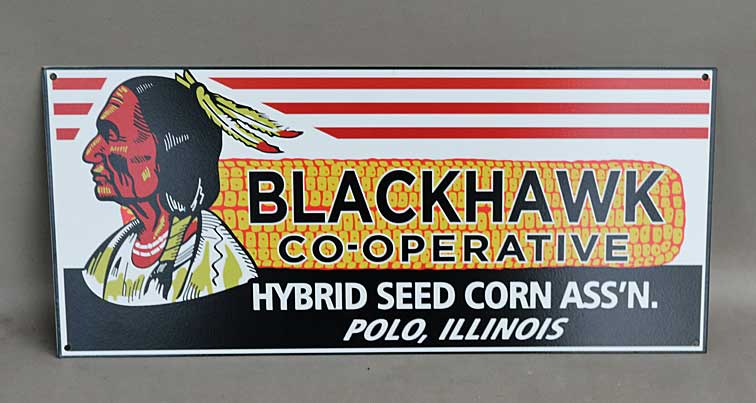 BLACKHAWK
CO-OPERATIVE
HYBRID SEED CORN ASS'N.
POLO, ILLINOIS